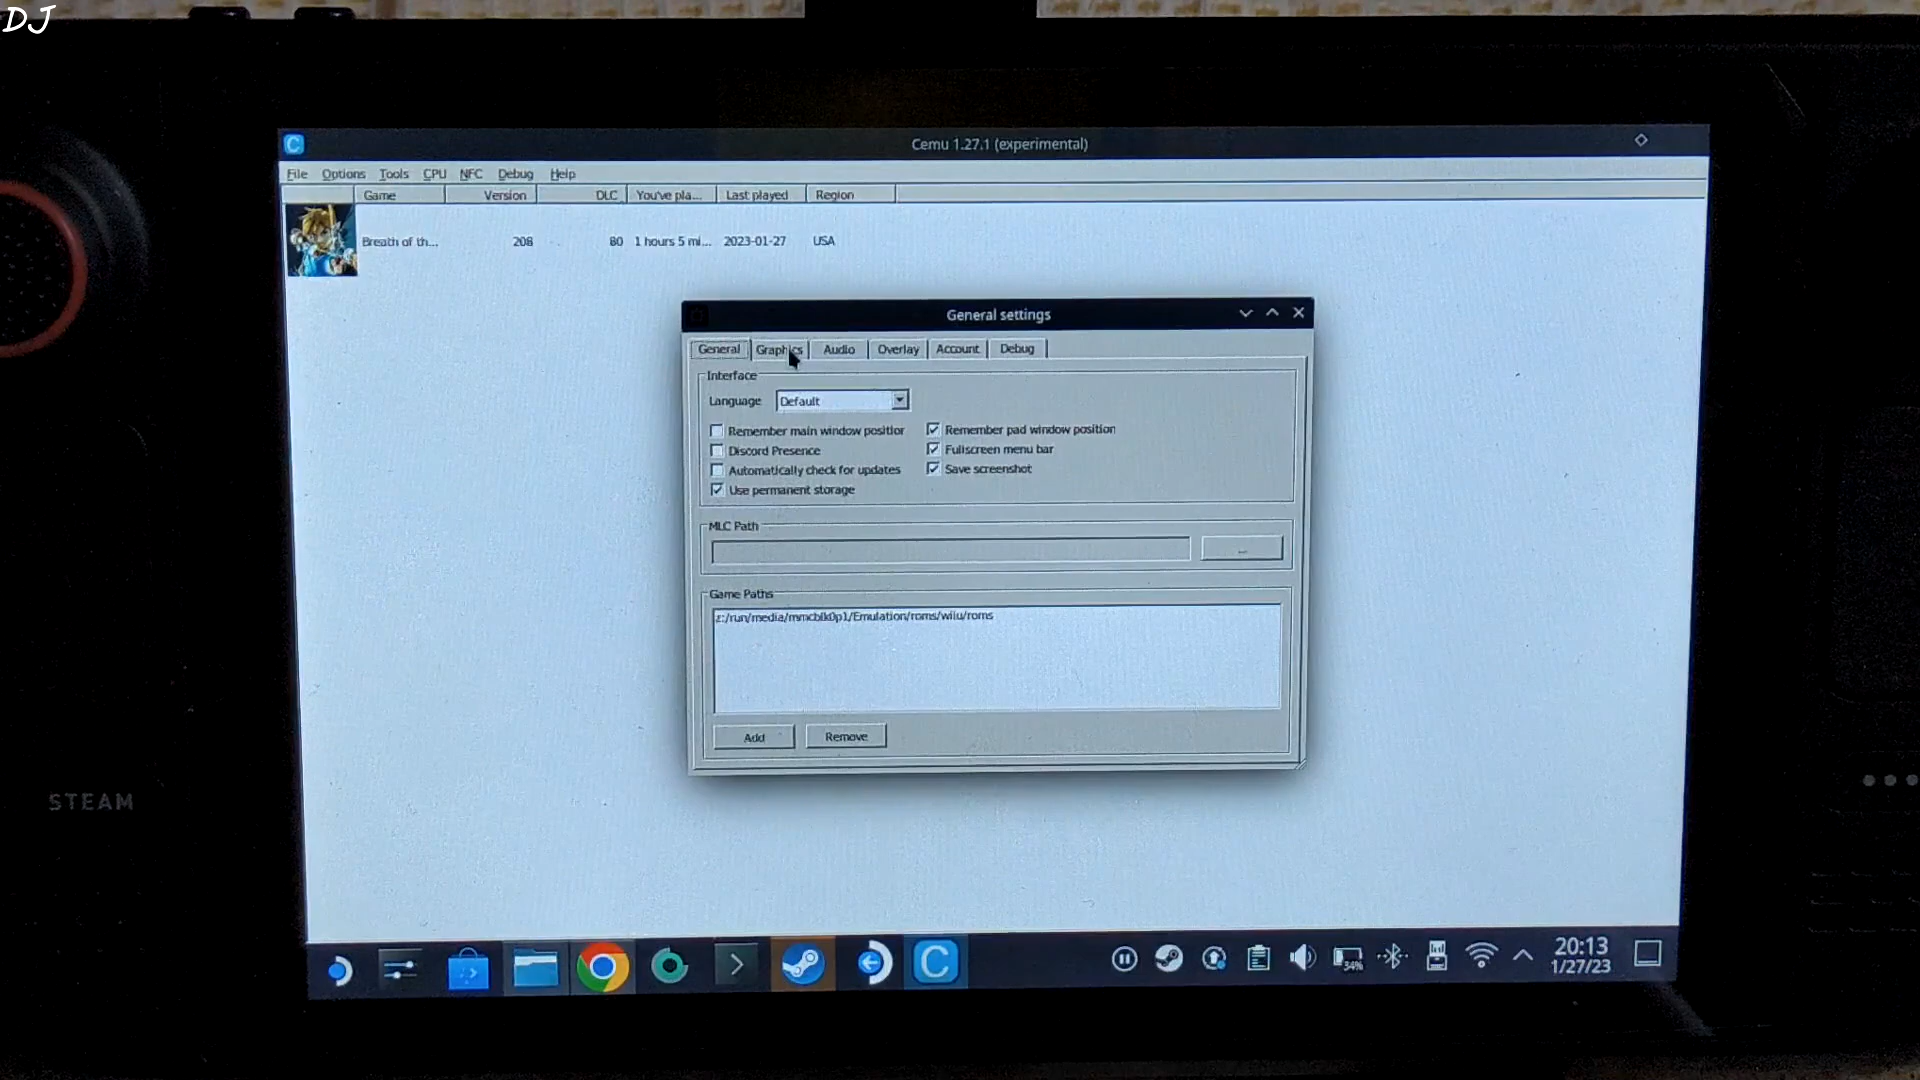 DJ
Cemu 1.27.1 (experimental)
File Options Tools CPU NFC Debug Help
Game Version DLC You've pla... Last played Region
Breath of th... 208 80 1 hours 5 mi... 2023-01-27 USA
General settings
General Graphics Audio Overlay Account Debug
Interface
Language Default
Remember main window position Remember pad window position
Discord Presence Fullscreen menu bar
Automatically check for updates Save screenshot
Use permanent storage
MLC Path
...
Game Paths
z:/run/media/mmcblk0p1/Emulation/roms/wiiu/roms
Add Remove
STEAM
34%
20:13
1/27/23